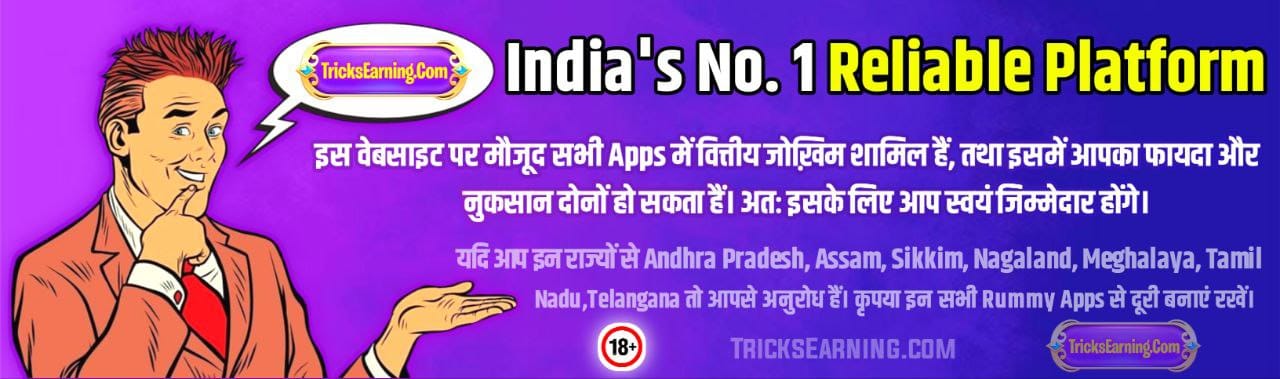 TricksEarning.Com
India's No. 1 Reliable Platform
इस वेबसाइट पर मौजूद सभी Apps में वित्तीय जोख़िम शामिल हैं, तथा इसमें आपका फायदा और
नुकसान दोनों हो सकता हैं। अत: इसके लिए आप स्वयं जिम्मेदार होंगे।
यदि आप इन राज्यों से Andhra Pradesh, Assam, Sikkim, Nagaland, Meghalaya, Tamil
Nadu,Telangana तो आपसे अनुरोध हैं। कृपया इन सभी Rummy Apps से दूरी बनाएं रखें।
18+
TricksEarning.com
TricksEarning.Com